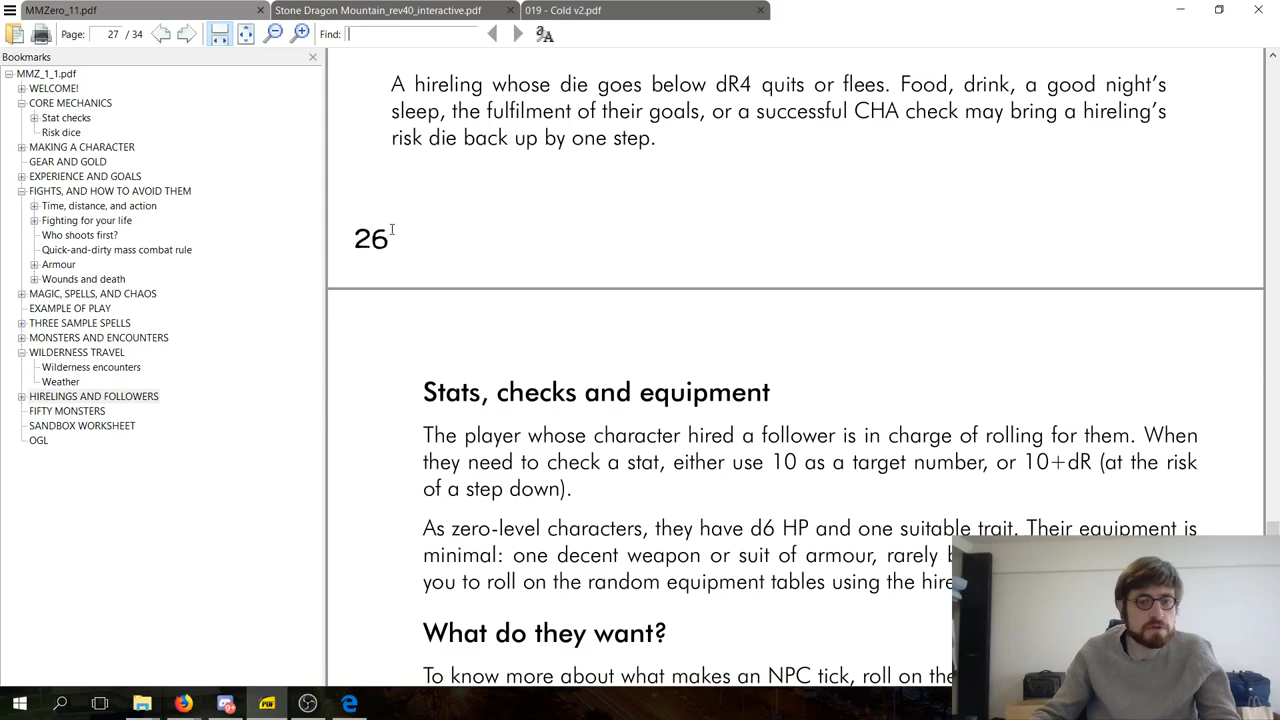 MMZero_11.pdf
Stone Dragon Mountain_rev40_interactive.pdf
019 - Cold v2.pdf
Page: 27 / 34
Find:
Bookmarks
MMZ_1_1.pdf
WELCOME!
CORE MECHANICS
Stat checks
Risk dice
MAKING A CHARACTER
GEAR AND GOLD
EXPERIENCE AND GOALS
FIGHTS, AND HOW TO AVOID THEM
Time, distance, and action
Fighting for your life
Who shoots first?
Quick-and-dirty mass combat rule
Armour
Wounds and death
MAGIC, SPELLS, AND CHAOS
EXAMPLE OF PLAY
THREE SAMPLE SPELLS
MONSTERS AND ENCOUNTERS
WILDERNESS TRAVEL
Wilderness encounters
Weather
HIRELINGS AND FOLLOWERS
FIFTY MONSTERS
SANDBOX WORKSHEET
OGL
A hireling whose die goes below dR4 quits or flees. Food, drink, a good night's
sleep, the fulfilment of their goals, or a successful CHA check may bring a hireling's
risk die back up by one step.
26
Stats, checks and equipment
The player whose character hired a follower is in charge of rolling for them. When
they need to check a stat, either use 10 as a target number, or 10+dR (at the risk
of a step down).
As zero-level characters, they have d6 HP and one suitable trait. Their equipment is
minimal: one decent weapon or suit of armour, rarely
you to roll on the random equipment tables using the
What do they want?
To know more about what makes an NPC tick, roll on the